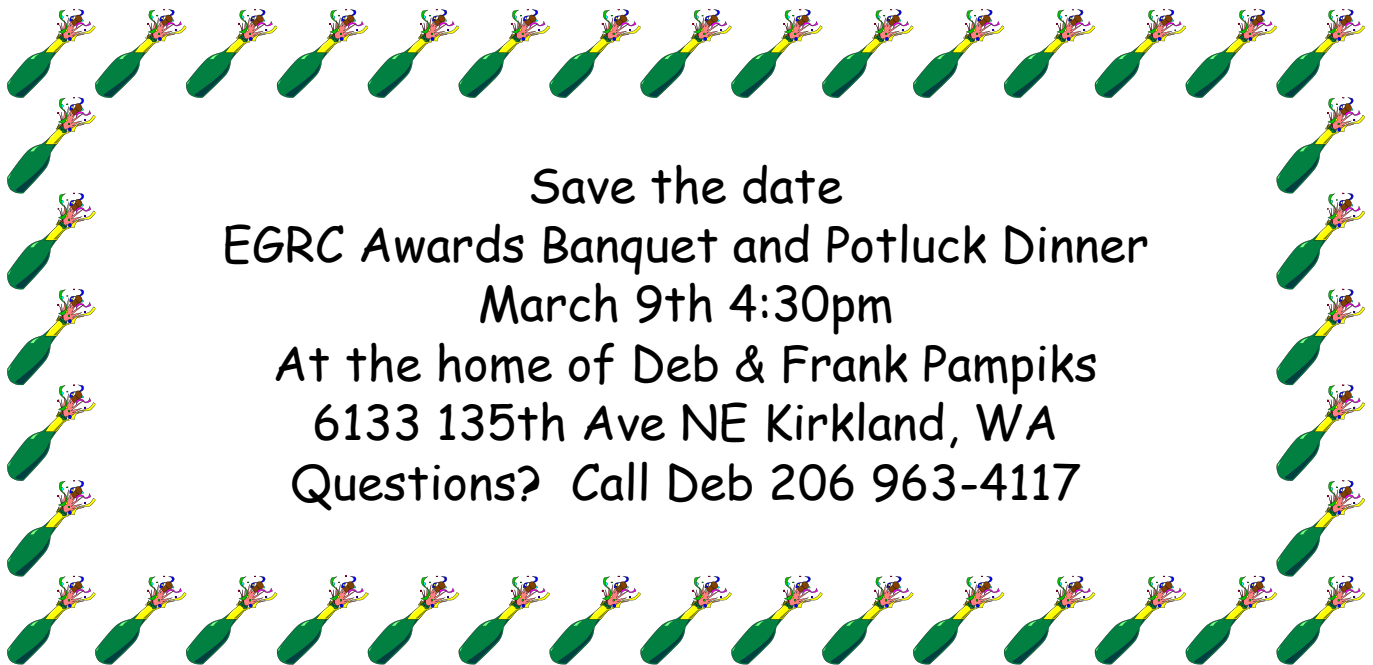 Save the date
EGRC Awards Banquet and Potluck Dinner
March 9th 4:30pm
At the home of Deb & Frank Pampiks
6133 135th Ave NE Kirkland, WA
Questions?  Call Deb 206 963-4117